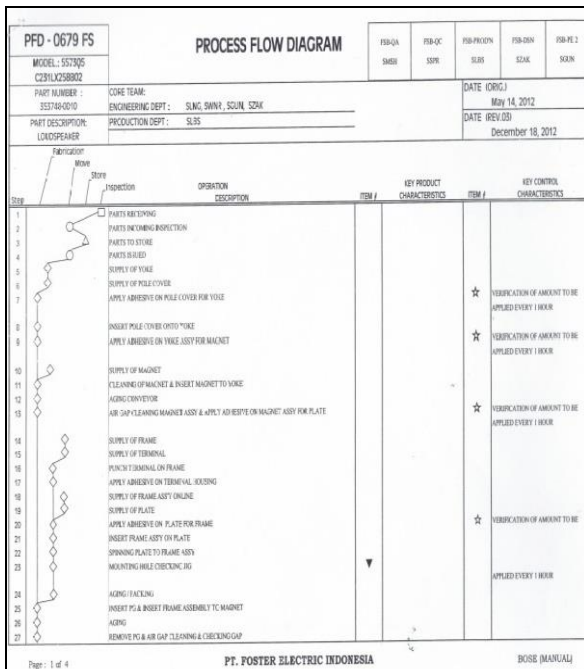 PFD - 0679 FS
PROCESS FLOW DIAGRAM
FSB-QA FSB-QC FSB-PRODN FSB-DSN FSB-PE 2
SMSH SSPR SLBS SZAK SGUN
MODEL: 557305
C231LX25BB02
PART NUMBER :
353748-0010
CORE TEAM:
ENGINEERING DEPT : SLNG, SWNR, SGUN, SZAK
DATE (ORIG.)
May 14, 2012
PART DESCRIPTION:
LOUDSPEAKER
PRODUCTION DEPT : SLBS
DATE (REV.03)
December 18, 2012
Fabrication
Move
Store
Inspection
Step
OPERATION
DESCRIPTION
ITEM #
KEY PRODUCT
CHARACTERISTICS
ITEM #
KEY CONTROL
CHARACTERISTICS
1 PARTS RECEIVING
2 PARTS INCOMING INSPECTION
3 PARTS TO STORE
4 PARTS ISSUED
5 SUPPLY OF YOKE
6 SUPPLY OF POLE COVER
7 APPLY ADHESIVE ON POLE COVER FOR YOKE ☆ VERIFICATION OF AMOUNT TO BE
APPLIED EVERY 1 HOUR
8 INSERT POLE COVER ONTO YOKE
9 APPLY ADHESIVE ON YOKE ASSY FOR MAGNET ☆ VERIFICATION OF AMOUNT TO BE
APPLIED EVERY 1 HOUR
10 SUPPLY OF MAGNET
11 CLEANING OF MAGNET & INSERT MAGNET TO YOKE
12 AGING CONVEYOR
13 AIR GAP CLEANING MAGNET ASSY & APPLY ADHESIVE ON MAGNET ASSY FOR PLATE ☆ VERIFICATION OF AMOUNT TO BE
APPLIED EVERY 1 HOUR
14 SUPPLY OF FRAME
15 SUPPLY OF TERMINAL
16 PUNCH TERMINAL ON FRAME
17 APPLY ADHESIVE ON TERMINAL HOUSING
18 SUPPLY OF FRAME ASS'Y ONLINE
19 SUPPLY OF PLATE
20 APPLY ADHESIVE ON PLATE FOR FRAME ☆ VERIFICATION OF AMOUNT TO BE
21 INSERT FRAME ASS'Y ON PLATE
22 SPINNING PLATE TO FRAME ASS'Y
23 MOUNTING HOLE CHECKING JIG ▼
APPLIED EVERY 1 HOUR
24 AGING / PACKING
25 INSERT PG & INSERT FRAME ASSEMBLY TO MAGNET
26 AGING
27 REMOVE PG & AIR GAP CLEANING & CHECKING GAP
Page : 1 of 4
PT. FOSTER ELECTRIC INDONESIA
BOSE (MANUAL)